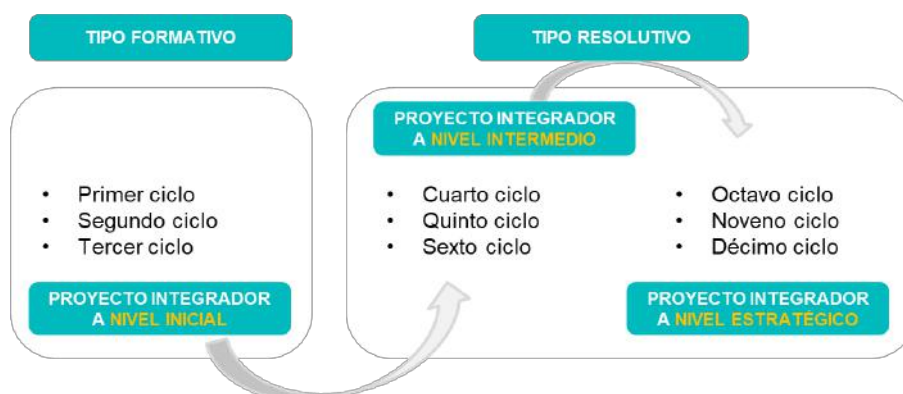 TIPO FORMATIVO
TIPO RESOLUTIVO
• Primer ciclo
• Segundo ciclo
• Tercer ciclo
PROYECTO INTEGRADOR
A NIVEL INICIAL
PROYECTO INTEGRADOR
A NIVEL INTERMEDIO
• Cuarto ciclo
• Quinto ciclo
• Sexto ciclo
• Octavo ciclo
• Noveno ciclo
• Décimo ciclo
PROYECTO INTEGRADOR
A NIVEL ESTRATÉGICO